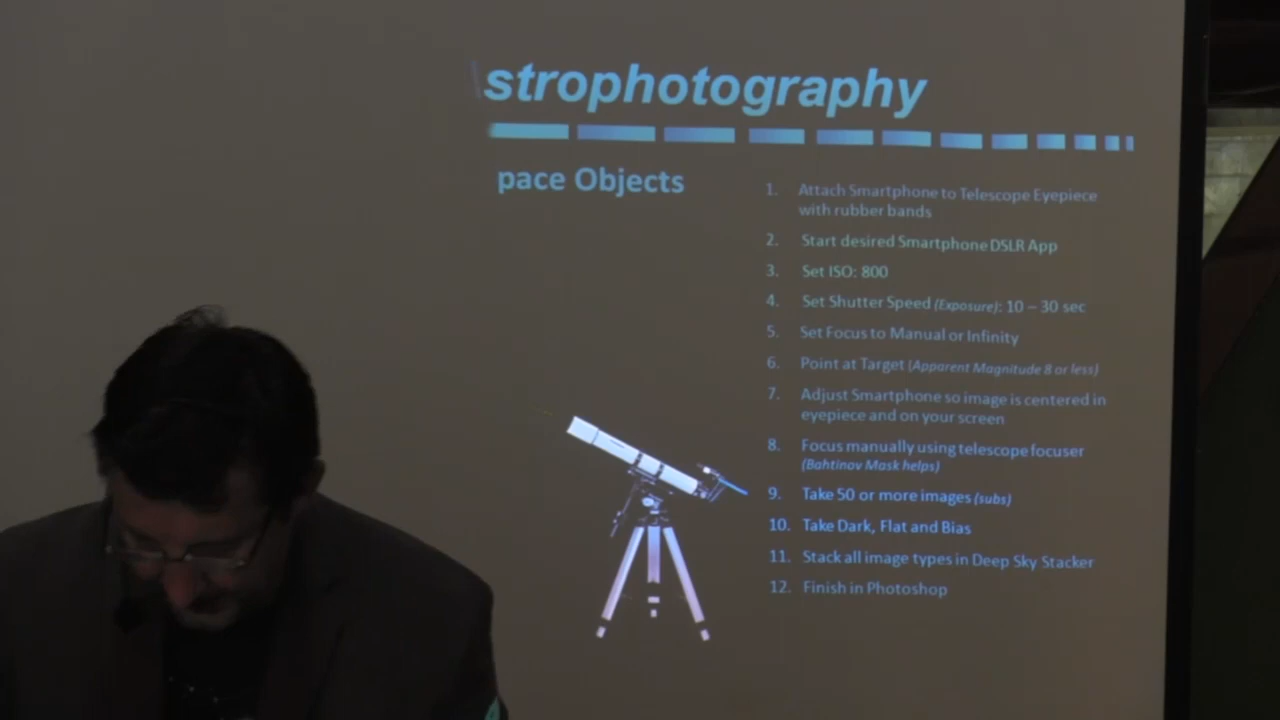 strophotography
pace Objects
1. Attach Smartphone to Telescope Eyepiece
with rubber bands
2. Start desired Smartphone DSLR App
3. Set ISO: 800
4. Set Shutter Speed (Exposure): 10 – 30 sec
5. Set Focus to Manual or Infinity
6. Point at Target (Apparent Magnitude 8 or less)
7. Adjust Smartphone so image is centered in
eyepiece and on your screen
8. Focus manually using telescope focuser
(Bahtinov Mask helps)
9. Take 50 or more images (subs)
10. Take Dark, Flat and Bias
11. Stack all image types in Deep Sky Stacker
12. Finish in Photoshop